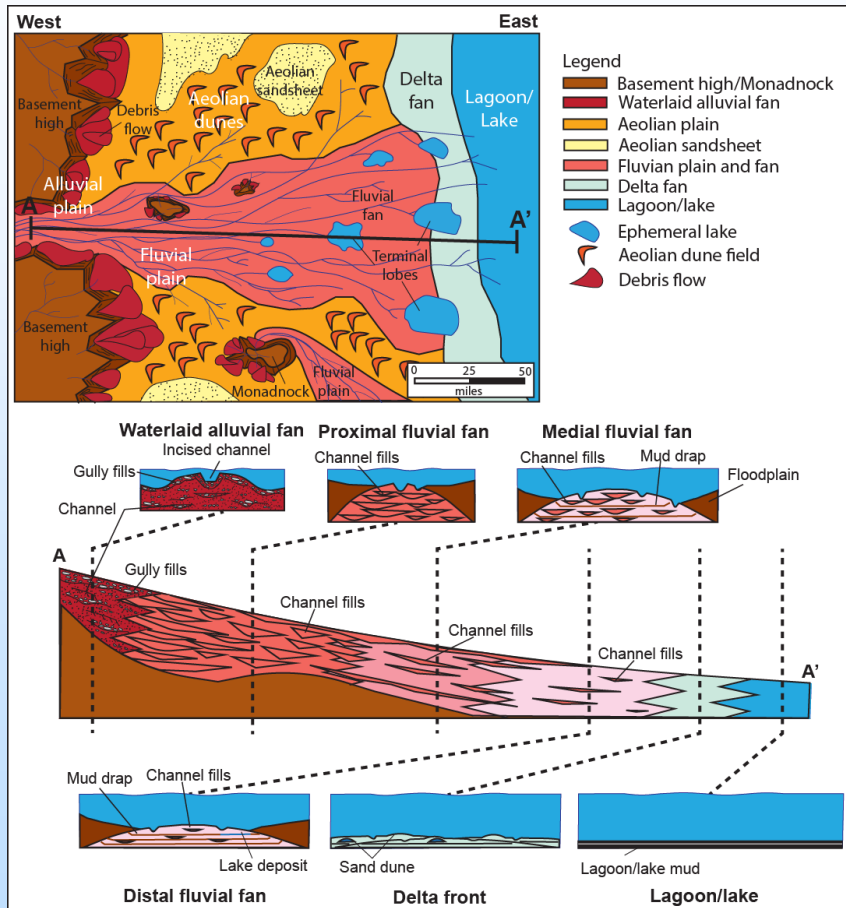 West
East
Basement
high
Debris
flow
Aeolian
dunes
Aeolian
sandsheet
Delta
fan
Lagoon/
Lake
Alluvial
plain
A
Fluvial
fan
A'
Fluvial
plain
Terminal
lobes
Basement
high
Monadnock
Fluvial
plain
0 25 50
miles
Legend
Basement high/Monadnock
Waterlaid alluvial fan
Aeolian plain
Aeolian sandsheet
Fluvian plain and fan
Delta fan
Lagoon/lake
Ephemeral lake
Aeolian dune field
Debris flow
Waterlaid alluvial fan
Incised channel
Gully fills
Channel
Proximal fluvial fan
Channel fills
Medial fluvial fan
Channel fills
Mud drap
Floodplain
A
Gully fills
Channel fills
Channel fills
Channel fills
A'
Mud drap
Channel fills
Lake deposit
Distal fluvial fan
Sand dune
Delta front
Lagoon/lake mud
Lagoon/lake